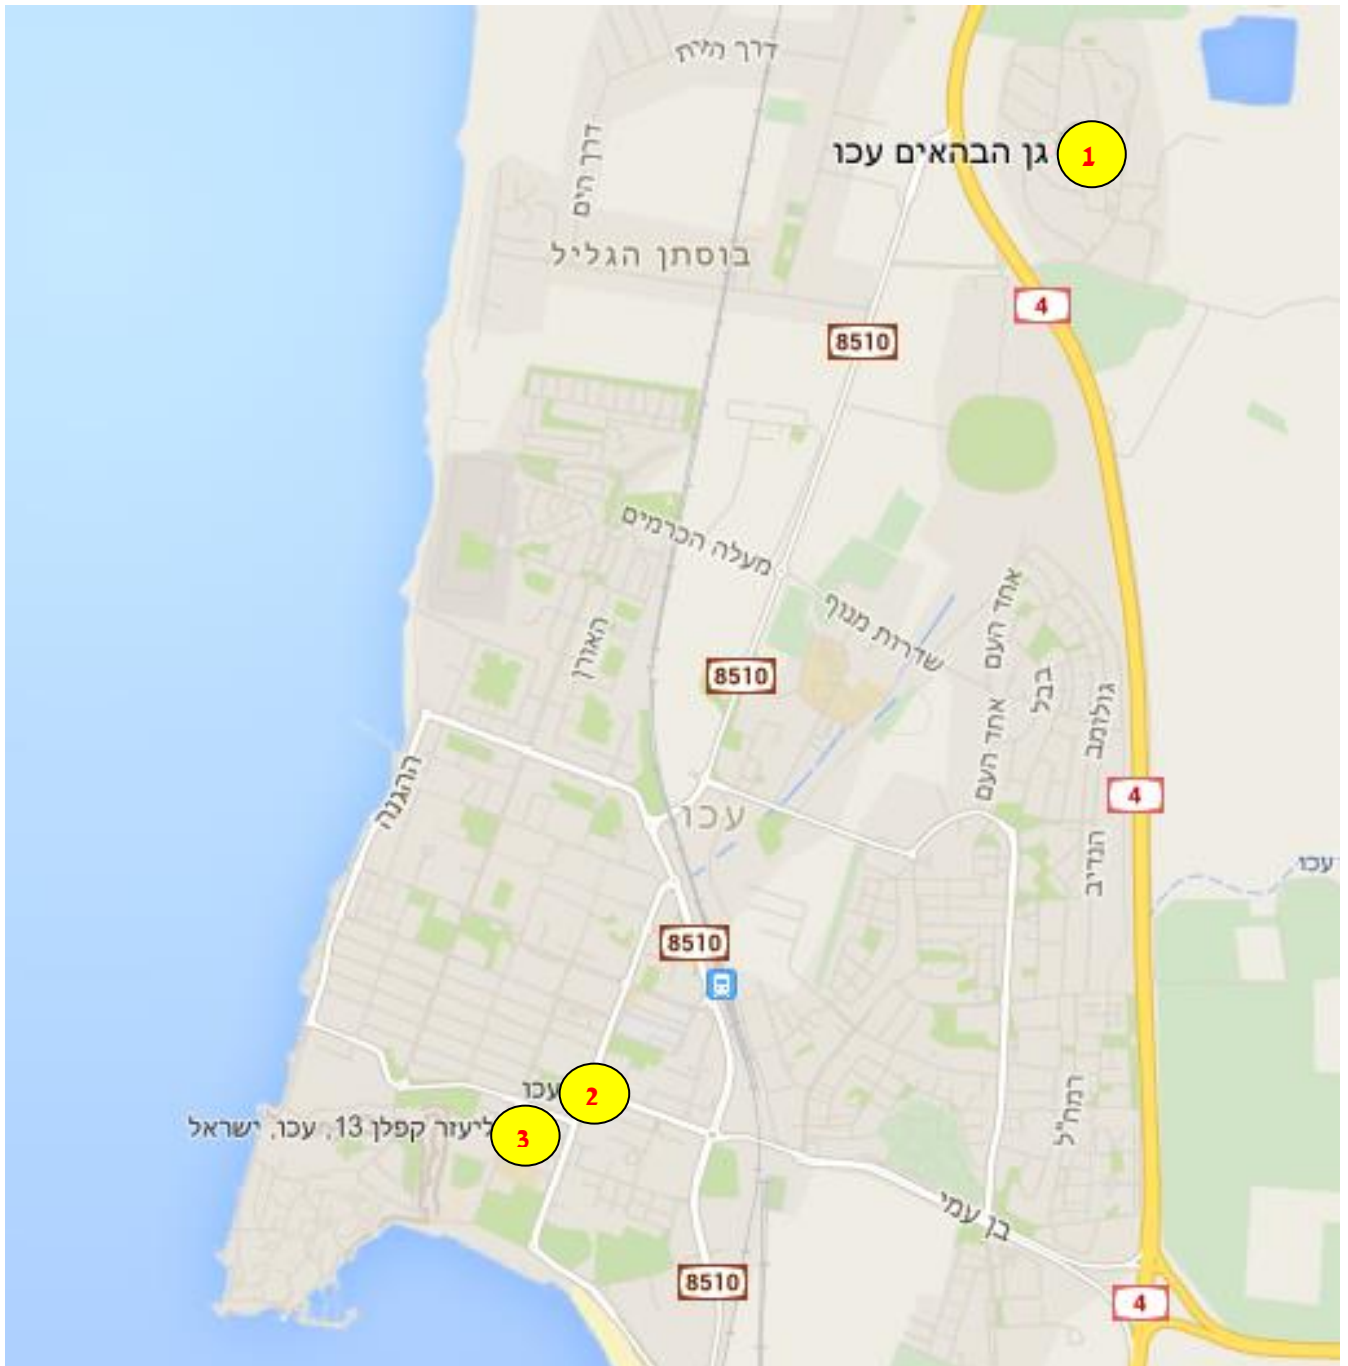 דרך הזית
דרך הים
גן הבהאים עכו
1
בוסתן הגליל
4
8510
מעלה הכרמים
שדרות מנוף
אחד העם
האורן
8510
בבל
גולומב
אחד העם
ההגנה
4
עכו
הנדיב
עכו
8510
עכו
2
ליעזר קפלן 13, עכו, ישראל
3
רמח"ל
בן עמי
8510
4